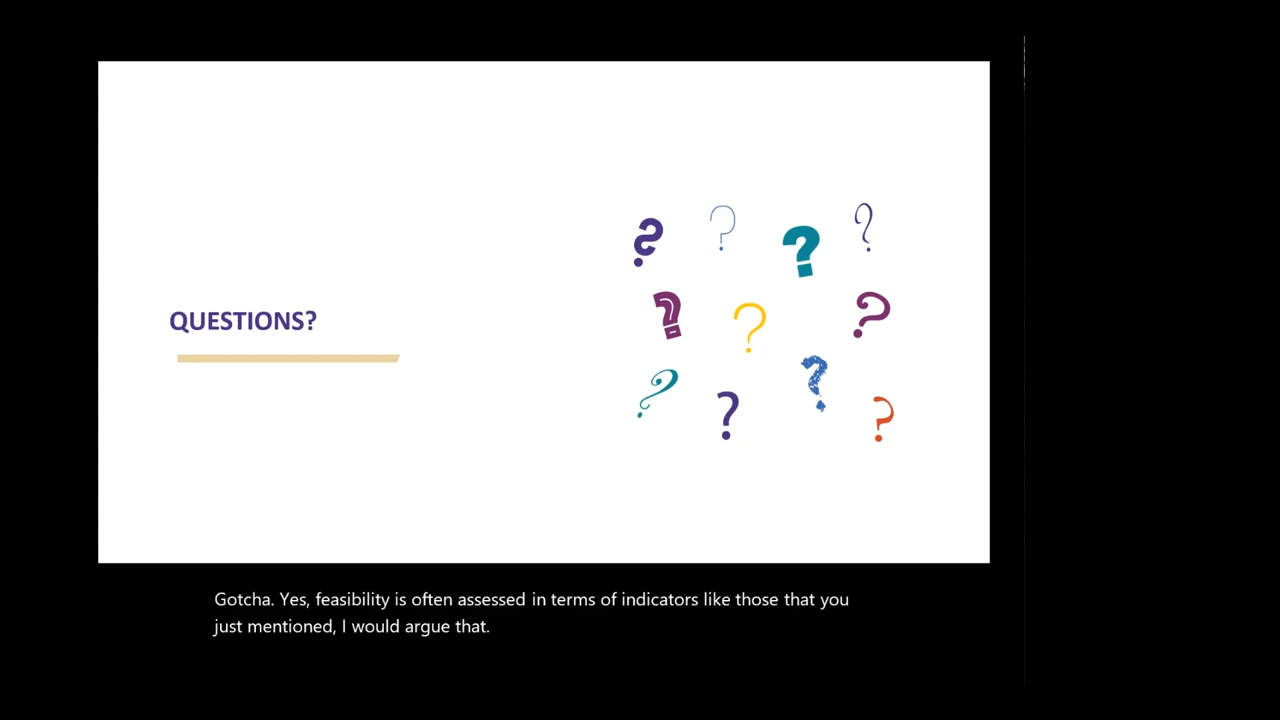 QUESTIONS?
? ? ? ?
? ? ?
? ? ? ?
Gotcha. Yes, feasibility is often assessed in terms of indicators like those that you
just mentioned, I would argue that.